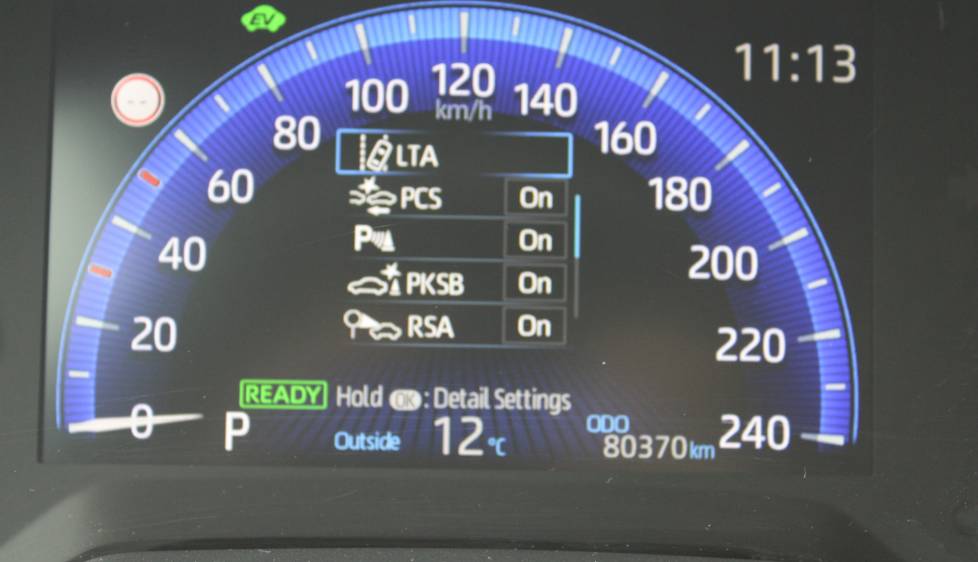 EV
11:13
120
100
140
km/h
80
160
LTA
60
180
PCS On
P On
40
200
PKSB On
20
RSA On
220
READY Hold OK : Detail Settings
0
P
Outside 12 °C
ODO
80370 km
240